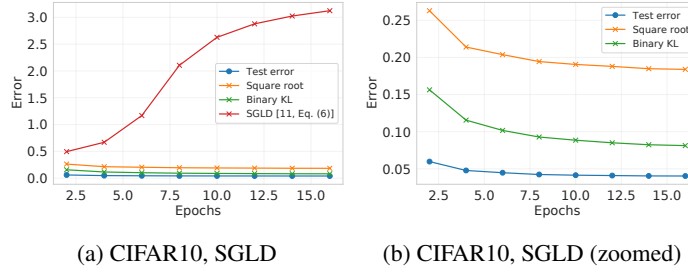 3.0
2.5
2.0
1.5
1.0
0.5
0.0
Error
Test error
Square root
Binary KL
SGLD [11, Eq. (6)]
2.5 5.0 7.5 10.0 12.5 15.0
Epochs
(a) CIFAR10, SGLD
0.25
0.20
0.15
0.10
0.05
Error
Test error
Square root
Binary KL
2.5 5.0 7.5 10.0 12.5 15.0
Epochs
(b) CIFAR10, SGLD (zoomed)